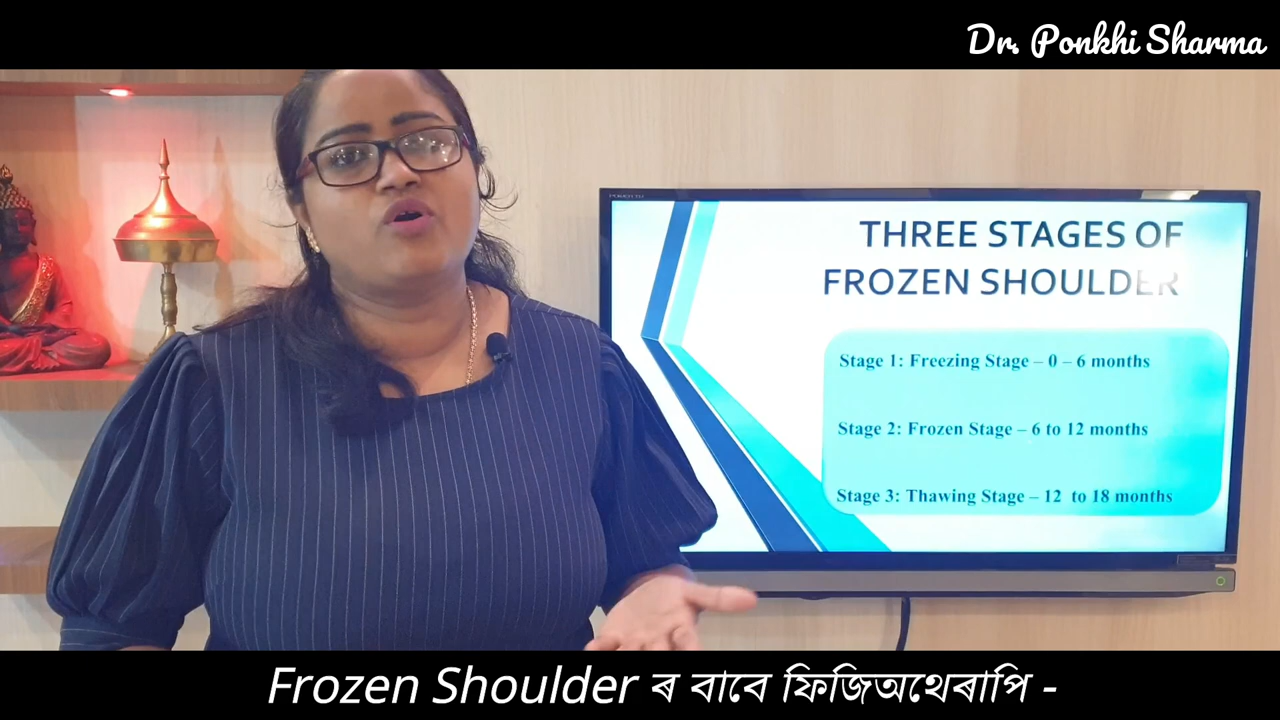 Dr. Ponkhi Sharma
THREE STAGES OF
FROZEN SHOULDER
Stage 1: Freezing Stage – 0 – 6 months
Stage 2: Frozen Stage – 6 to 12 months
Stage 3: Thawing Stage – 12 to 18 months
Frozen Shoulder ৰ বাবে ফিজিঅথেৰাপি -